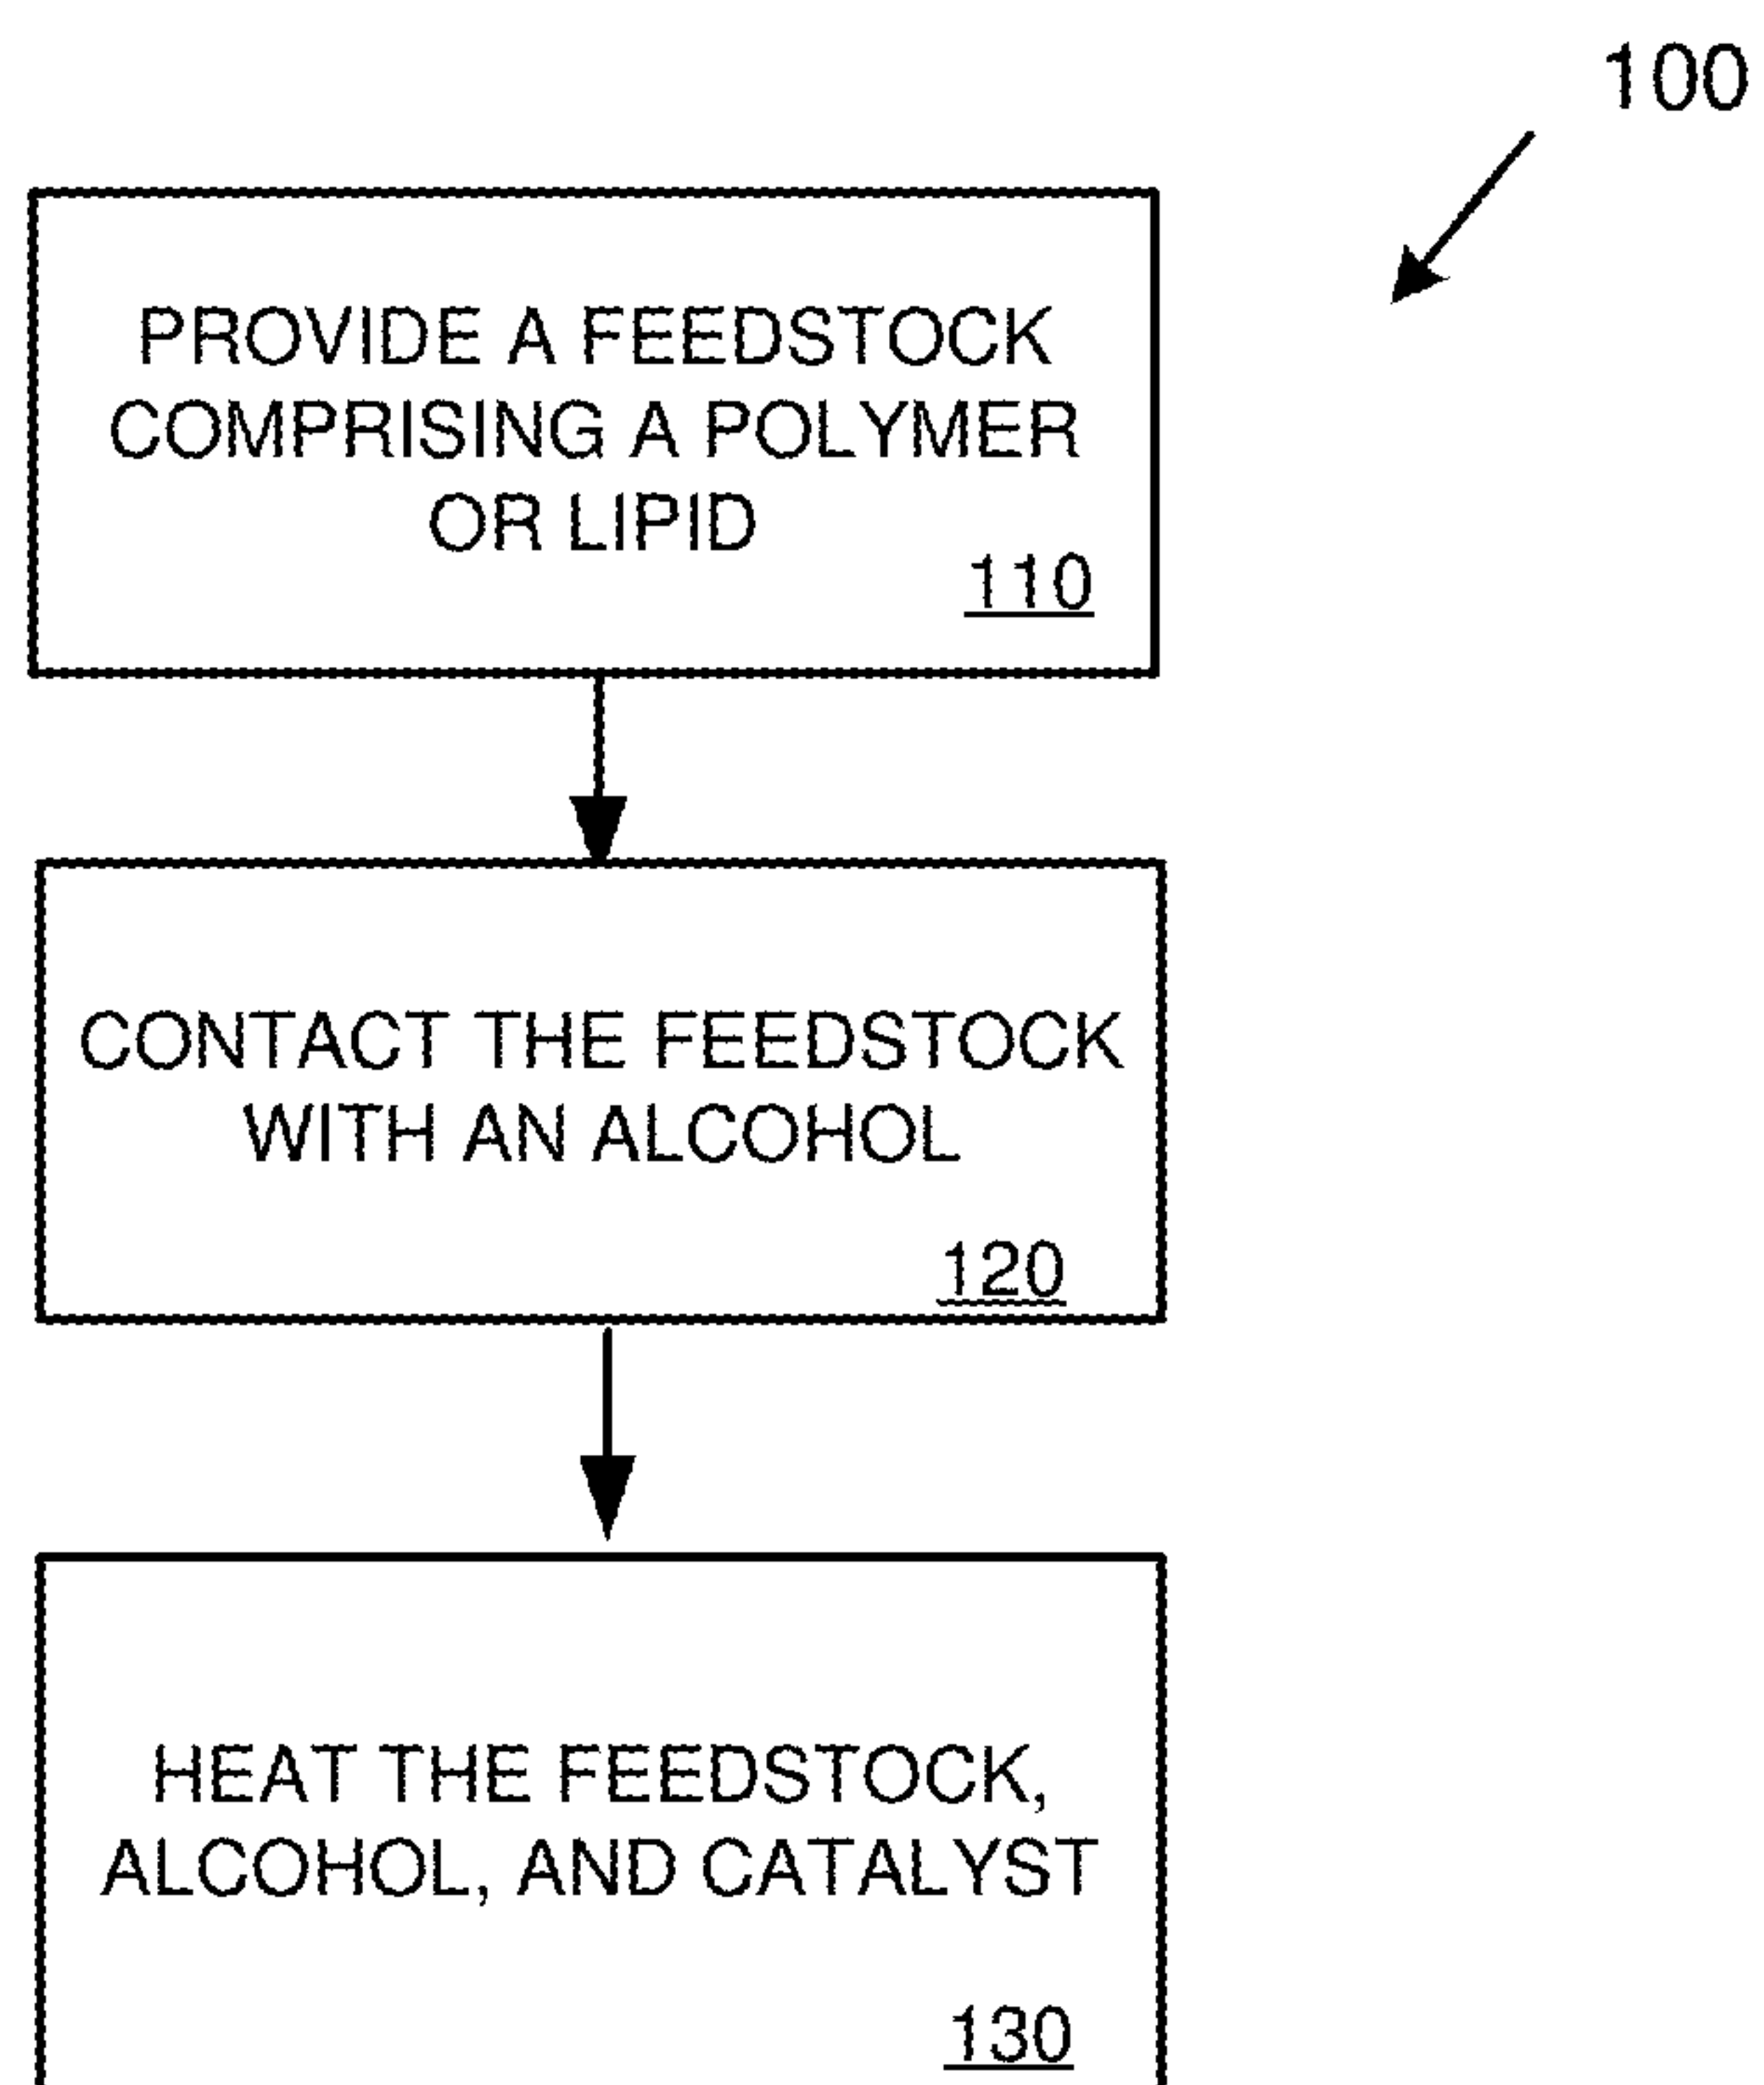 100
PROVIDE A FEEDSTOCK
COMPRISING A POLYMER
OR LIPID
110
CONTACT THE FEEDSTOCK
WITH AN ALCOHOL
120
HEAT THE FEEDSTOCK,
ALCOHOL, AND CATALYST
130